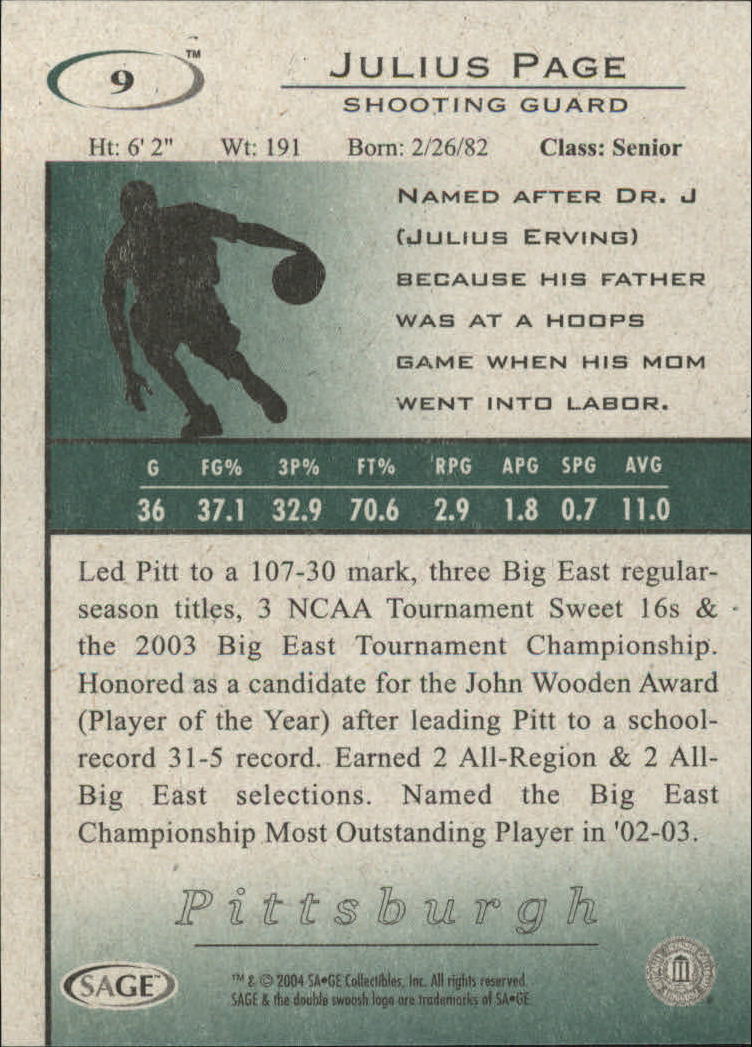 9 ™
JULIUS PAGE
SHOOTING GUARD
Ht: 6' 2" Wt: 191 Born: 2/26/82 Class: Senior
NAMED AFTER DR. J
(JULIUS ERVING)
BECAUSE HIS FATHER
WAS AT A HOOPS
GAME WHEN HIS MOM
WENT INTO LABOR.
G FG% 3P% FT% RPG APG SPG AVG
36 37.1 32.9 70.6 2.9 1.8 0.7 11.0
Led Pitt to a 107-30 mark, three Big East regular-
season titles, 3 NCAA Tournament Sweet 16s &
the 2003 Big East Tournament Championship.
Honored as a candidate for the John Wooden Award
(Player of the Year) after leading Pitt to a school-
record 31-5 record. Earned 2 All-Region & 2 All-
Big East selections. Named the Big East
Championship Most Outstanding Player in '02-03.
Pittsburgh
SAGE
™ & © 2004 SA•GE Collectibles, Inc. All rights reserved.
SAGE & the double swoosh logo are trademarks of SA•GE